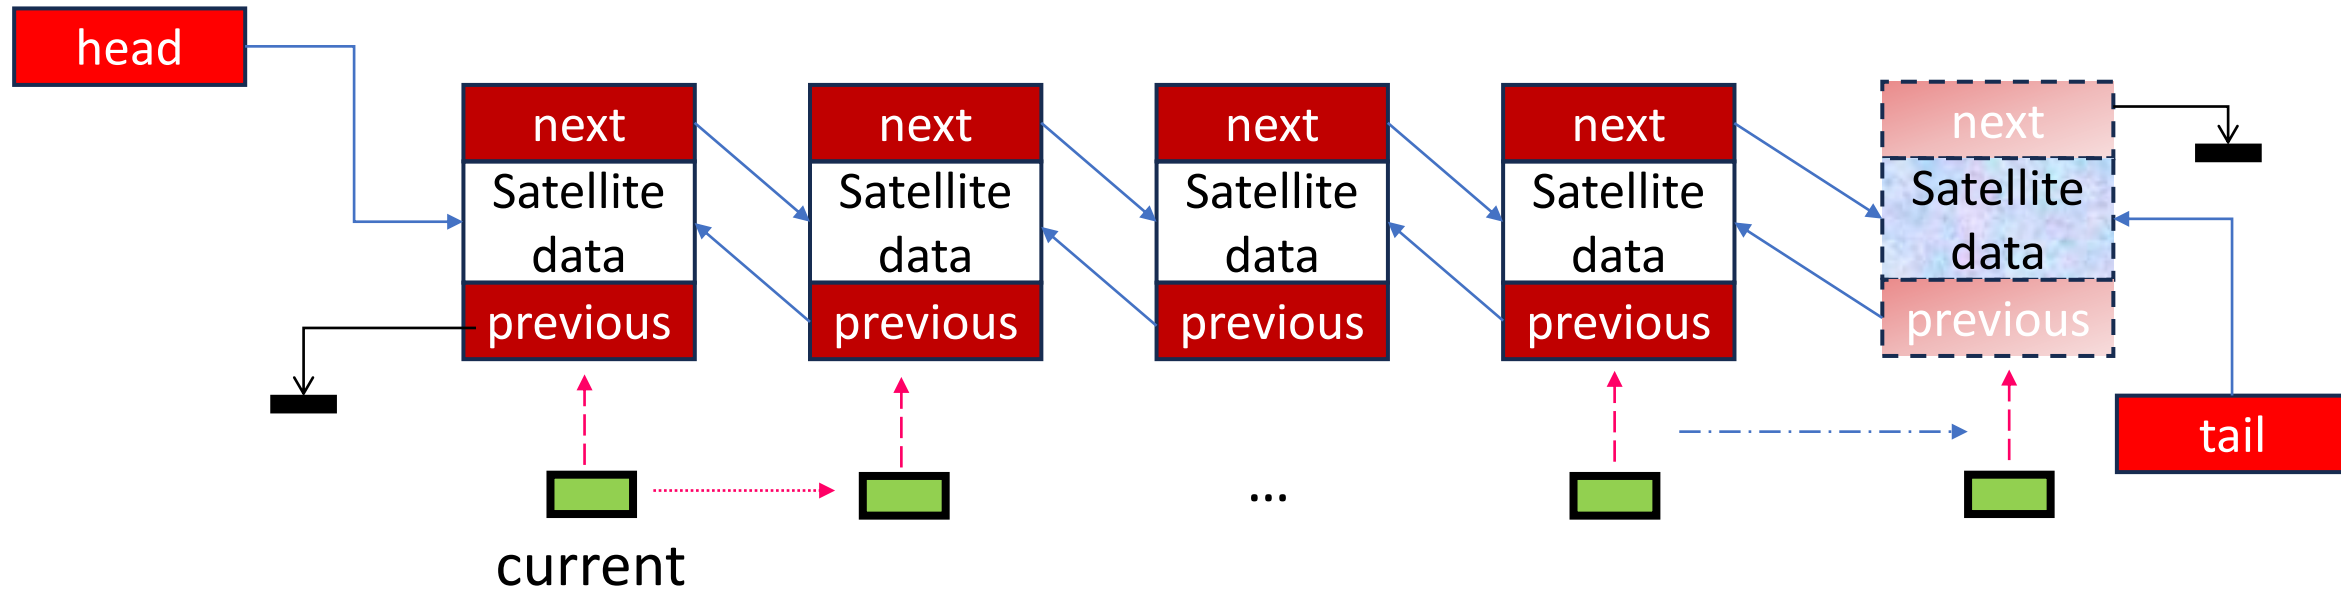 head
next
Satellite
data
previous
next
Satellite
data
previous
next
Satellite
data
previous
next
Satellite
data
previous
next
Satellite
data
previous
tail
...
current